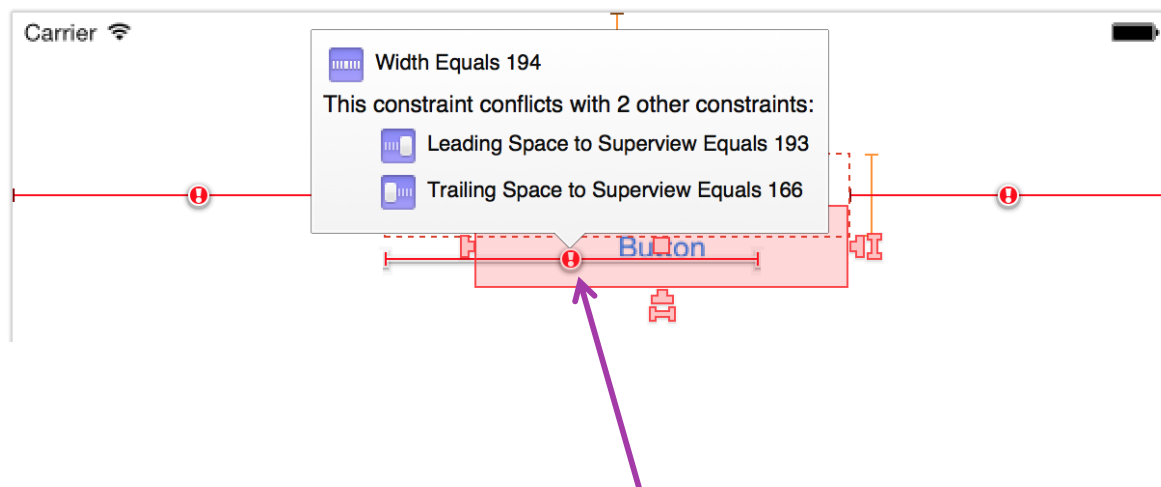 Carrier
Width Equals 194
This constraint conflicts with 2 other constraints:
Leading Space to Superview Equals 193
Trailing Space to Superview Equals 166
Button